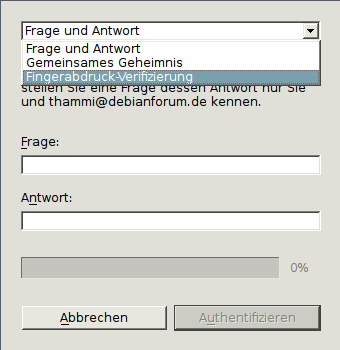 Frage und Antwort
Frage und Antwort
Gemeinsames Geheimnis
Fingerabdruck-Verifizierung
stellen Sie eine Frage dessen Antwort nur Sie
und thammi@debianforum.de kennen.
Frage:
Antwort:
0%
Abbrechen
Authentifizieren